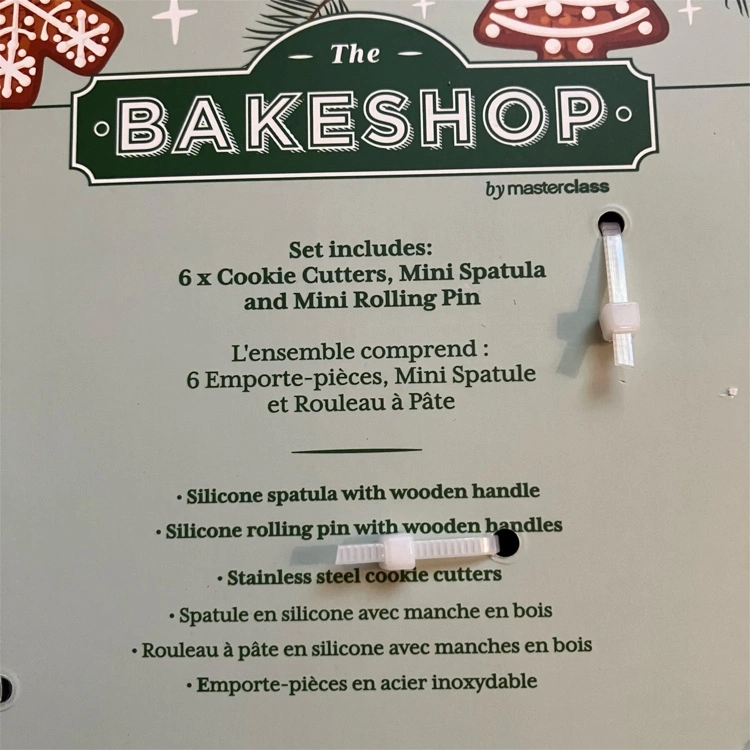 The
BAKESHOP
by masterclass
Set includes:
6 x Cookie Cutters, Mini Spatula
and Mini Rolling Pin
L'ensemble comprend :
6 Emporte-pièces, Mini Spatule
et Rouleau à Pâte
• Silicone spatula with wooden handle
• Silicone rolling pin with wooden handles
• Stainless steel cookie cutters
• Spatule en silicone avec manche en bois
• Rouleau à pâte en silicone avec manches en bois
• Emporte-pièces en acier inoxydable